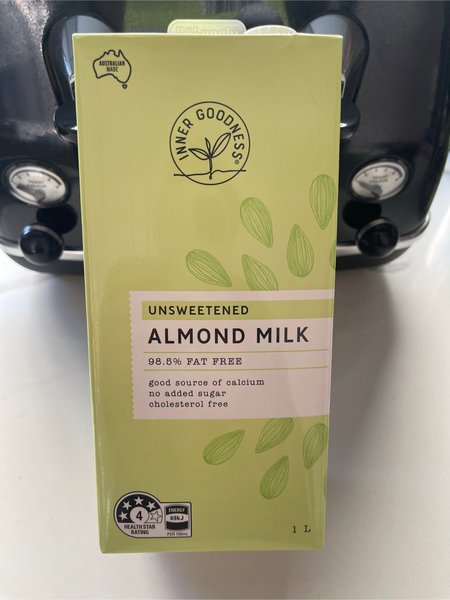 AUSTRALIAN
MADE
INNER GOODNESS®
UNSWEETENED
ALMOND MILK
98.5% FAT FREE
good source of calcium
no added sugar
cholesterol free
4
HEALTH STAR
RATING
ENERGY
69kJ
PER 100mL
1 L